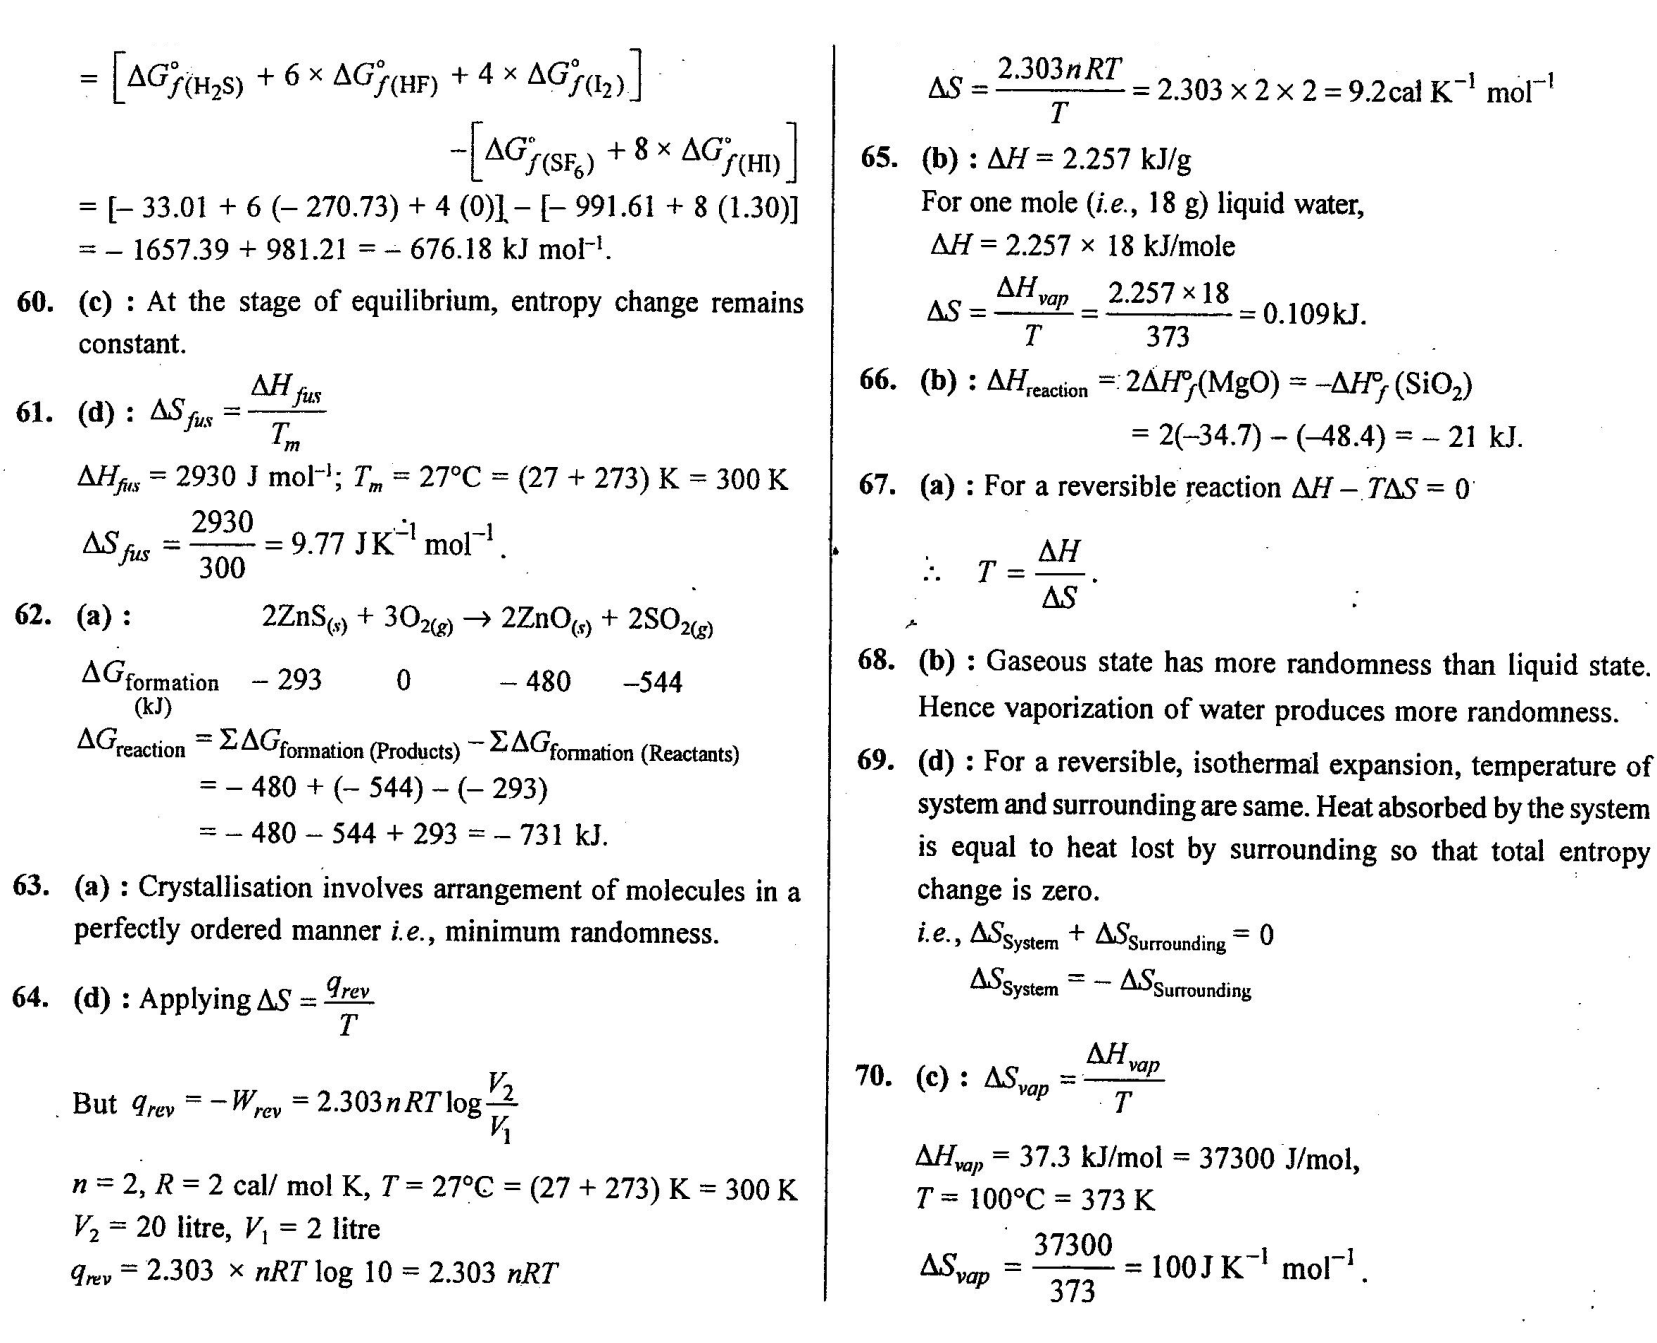 = [ΔG°f(H₂S) + 6 × ΔG°f(HF) + 4 × ΔG°f(I₂)]
–[ΔG°f(SF₆) + 8 × ΔG°f(HI)]
= [– 33.01 + 6 (– 270.73) + 4 (0)] – [– 991.61 + 8 (1.30)]
= – 1657.39 + 981.21 = – 676.18 kJ mol⁻¹.
60. (c) : At the stage of equilibrium, entropy change remains
constant.
61. (d) : ΔS fus = ΔH fus / Tm
ΔHfus = 2930 J mol⁻¹; Tm = 27°C = (27 + 273) K = 300 K
ΔS fus = 2930 / 300 = 9.77 J K⁻¹ mol⁻¹.
62. (a) : 2ZnS(s) + 3O₂(g) → 2ZnO(s) + 2SO₂(g)
ΔGformation – 293 0 – 480 –544
(kJ)
ΔGreaction = ΣΔGformation (Products) – ΣΔGformation (Reactants)
= – 480 + (– 544) – (– 293)
= – 480 – 544 + 293 = – 731 kJ.
63. (a) : Crystallisation involves arrangement of molecules in a
perfectly ordered manner i.e., minimum randomness.
64. (d) : Applying ΔS = qrev / T
But qrev = –Wrev = 2.303 nRT log V₂ / V₁
n = 2, R = 2 cal/ mol K, T = 27°C = (27 + 273) K = 300 K
V₂ = 20 litre, V₁ = 2 litre
qrev = 2.303 × nRT log 10 = 2.303 nRT
ΔS = 2.303nRT / T = 2.303 × 2 × 2 = 9.2cal K⁻¹ mol⁻¹
65. (b) : ΔH = 2.257 kJ/g
For one mole (i.e., 18 g) liquid water,
ΔH = 2.257 × 18 kJ/mole
ΔS = ΔHvap / T = 2.257 × 18 / 373 = 0.109kJ.
66. (b) : ΔHreaction = 2ΔH°f(MgO) = –ΔH°f (SiO₂)
= 2(–34.7) – (–48.4) = – 21 kJ.
67. (a) : For a reversible reaction ΔH – TΔS = 0
∴ T = ΔH / ΔS.
68. (b) : Gaseous state has more randomness than liquid state.
Hence vaporization of water produces more randomness.
69. (d) : For a reversible, isothermal expansion, temperature of
system and surrounding are same. Heat absorbed by the system
is equal to heat lost by surrounding so that total entropy
change is zero.
i.e., ΔSSystem + ΔSSurrounding = 0
ΔSSystem = – ΔSSurrounding
70. (c) : ΔSvap = ΔHvap / T
ΔHvap = 37.3 kJ/mol = 37300 J/mol,
T = 100°C = 373 K
ΔSvap = 37300 / 373 = 100J K⁻¹ mol⁻¹.